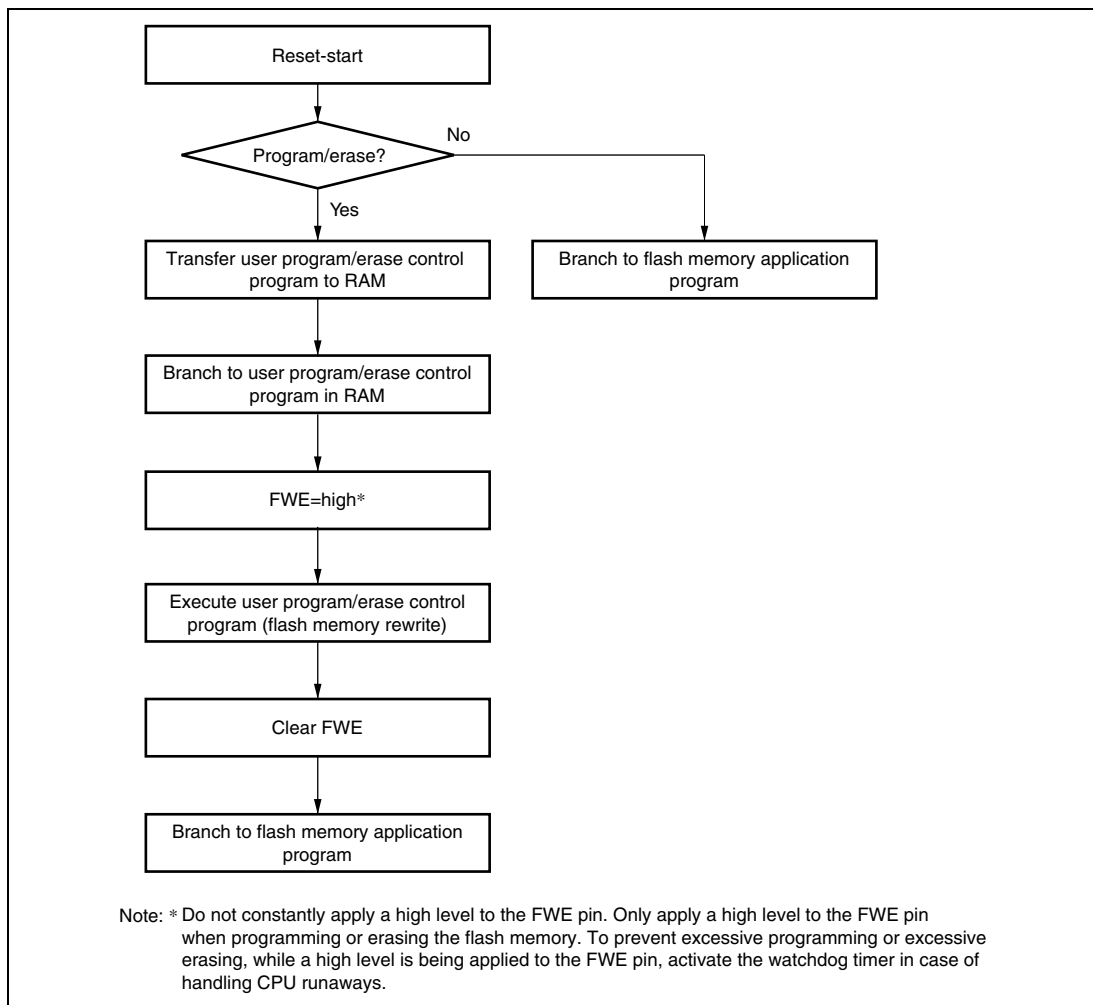 Reset-start
No
Program/erase?
Yes
Transfer user program/erase control
program to RAM
Branch to flash memory application
program
Branch to user program/erase control
program in RAM
FWE=high*
Execute user program/erase control
program (flash memory rewrite)
Clear FWE
Branch to flash memory application
program
Note: * Do not constantly apply a high level to the FWE pin. Only apply a high level to the FWE pin
when programming or erasing the flash memory. To prevent excessive programming or excessive
erasing, while a high level is being applied to the FWE pin, activate the watchdog timer in case of
handling CPU runaways.